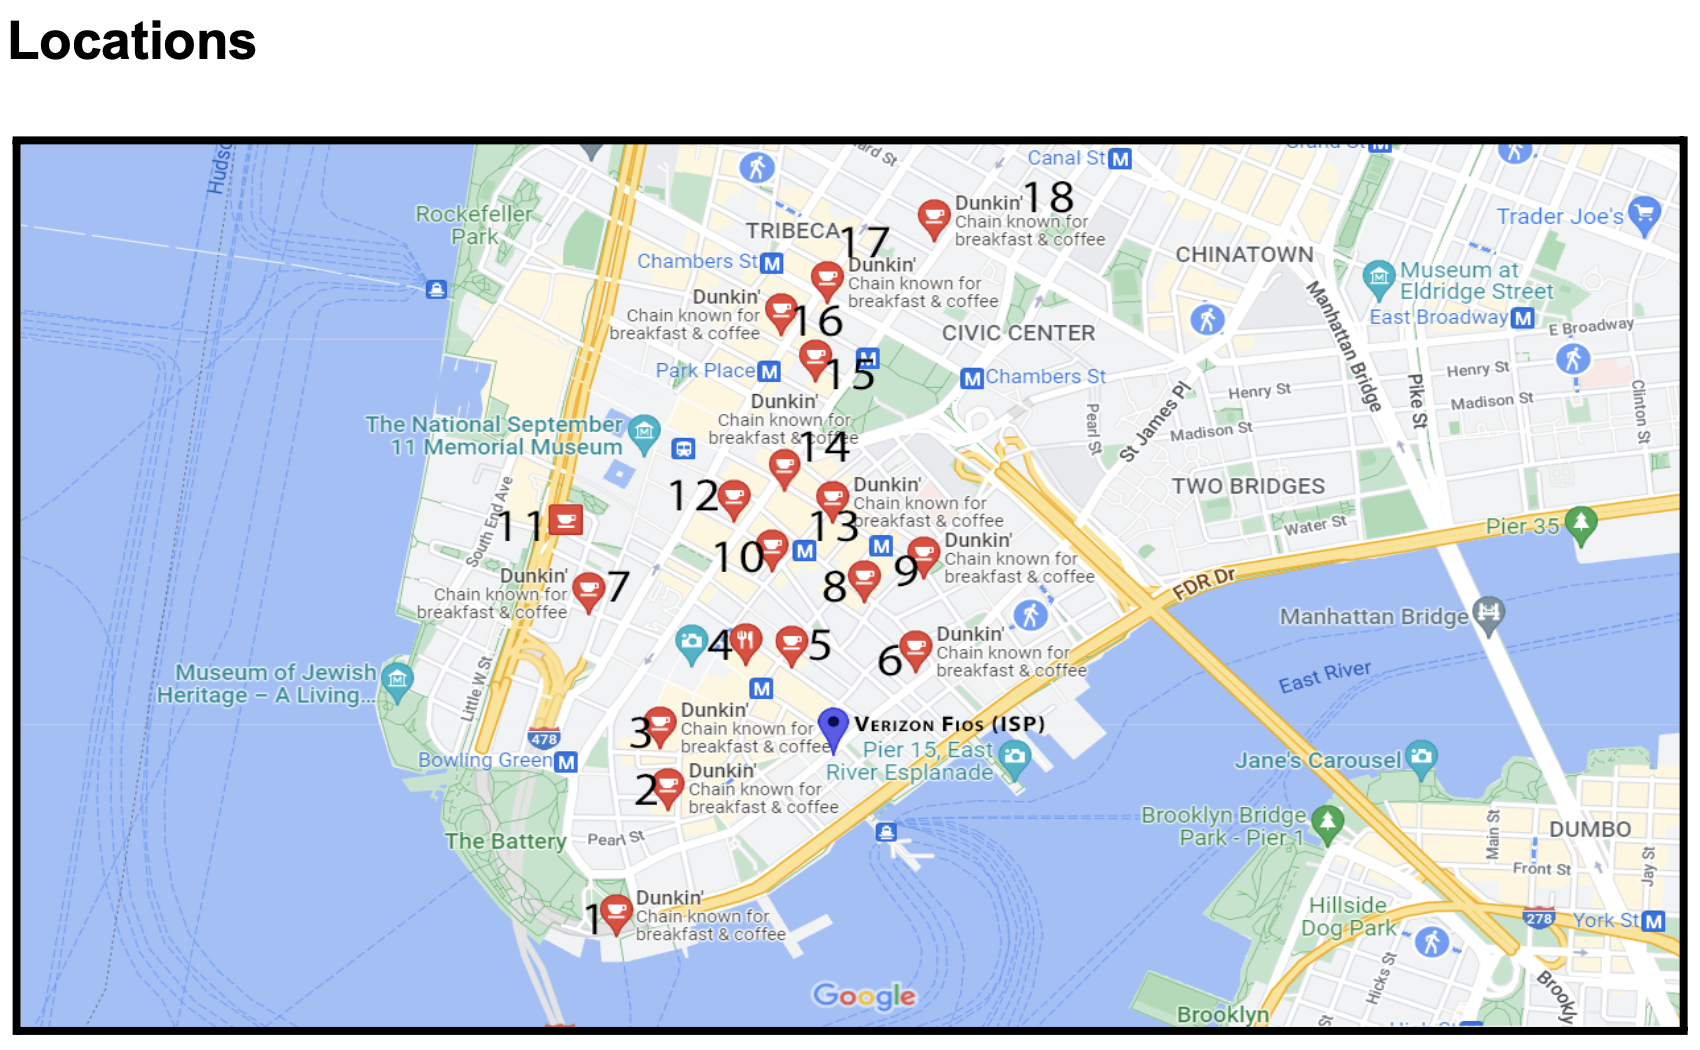 Locations
Hudso
ard St
Canal St M
Grand St M
Rockefeller
Park
TRIBECA
17
Dunkin' 18
Chain known for
breakfast & coffee
CHINATOWN
Trader Joe's
Chambers St M
Dunkin'
Chain known for
breakfast & coffee
Museum at
Eldridge Street
East Broadway M
E Broadway
Dunkin'
Chain known for
breakfast & coffee
16
CIVIC CENTER
Manhattan Bridge
Park Place M
M
15
M Chambers St
Henry St
Henry St
Pike St
Madison St
Clinton St
Dunkin'
Chain known for
breakfast & coffee
14
Pearl St
St James Pl
Madison St
The National September
11 Memorial Museum
South End Ave
12
Dunkin'
Chain known for
breakfast & coffee
13
TWO BRIDGES
Water St
Pier 35
11
10
M
M
8
9
Dunkin'
Chain known for
breakfast & coffee
Dunkin'
Chain known for
breakfast & coffee
7
FDR Dr
Manhattan Bridge
4
5
6
Dunkin'
Chain known for
breakfast & coffee
East River
Museum of Jewish
Heritage – A Living...
Little W St
M
3
Dunkin'
Chain known for
breakfast & coffee
Verizon Fios (ISP)
Pier 15, East
River Esplanade
478
Bowling Green M
2
Dunkin'
Chain known for
breakfast & coffee
Jane's Carousel
The Battery
Pearl St
Brooklyn Bridge
Park - Pier 1
Main St
DUMBO
Front St
Jay St
1
Dunkin'
Chain known for
breakfast & coffee
Hillside
Dog Park
278
York St M
Hicks St
Google
Brooklyn
St
Brookly